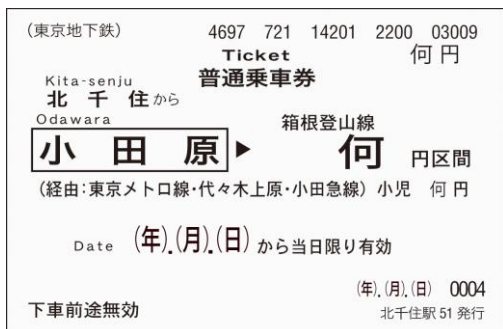 (東京地下鉄) 4697 721 14201 2200 03009
Ticket 何円
Kita-senju 普通乗車券
北千住から
Odawara 箱根登山線
小田原▶ 何 円区間
(経由:東京メトロ線・代々木上原・小田急線) 小児 何円
Date (年).(月).(日) から当日限り有効
(年).(月).(日) 0004
下車前途無効 北千住駅51発行